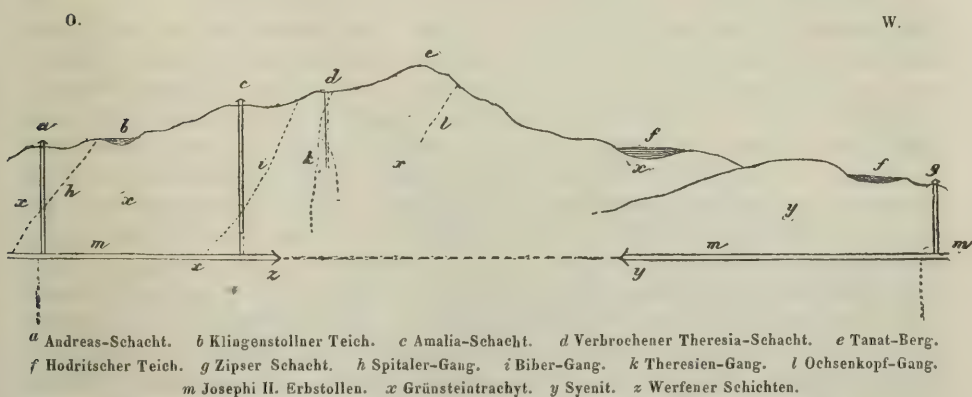 O. W.
e
c d
a b f
l
i k f
g
x h x x x
y
m m m
x z y
a Andreas-Schacht. b Klingenstollner Teich. c Amalia-Schacht. d Verbrochener Theresia-Schacht. e Tanat-Berg.
f Hodritscher Teich. g Zipser Schacht. h Spitaler-Gang. i Biber-Gang. k Theresien-Gang. l Ochsenkopf-Gang.
m Josephi II. Erbstollen. x Grünsteintrachyt. y Syenit. z Werfener Schichten.